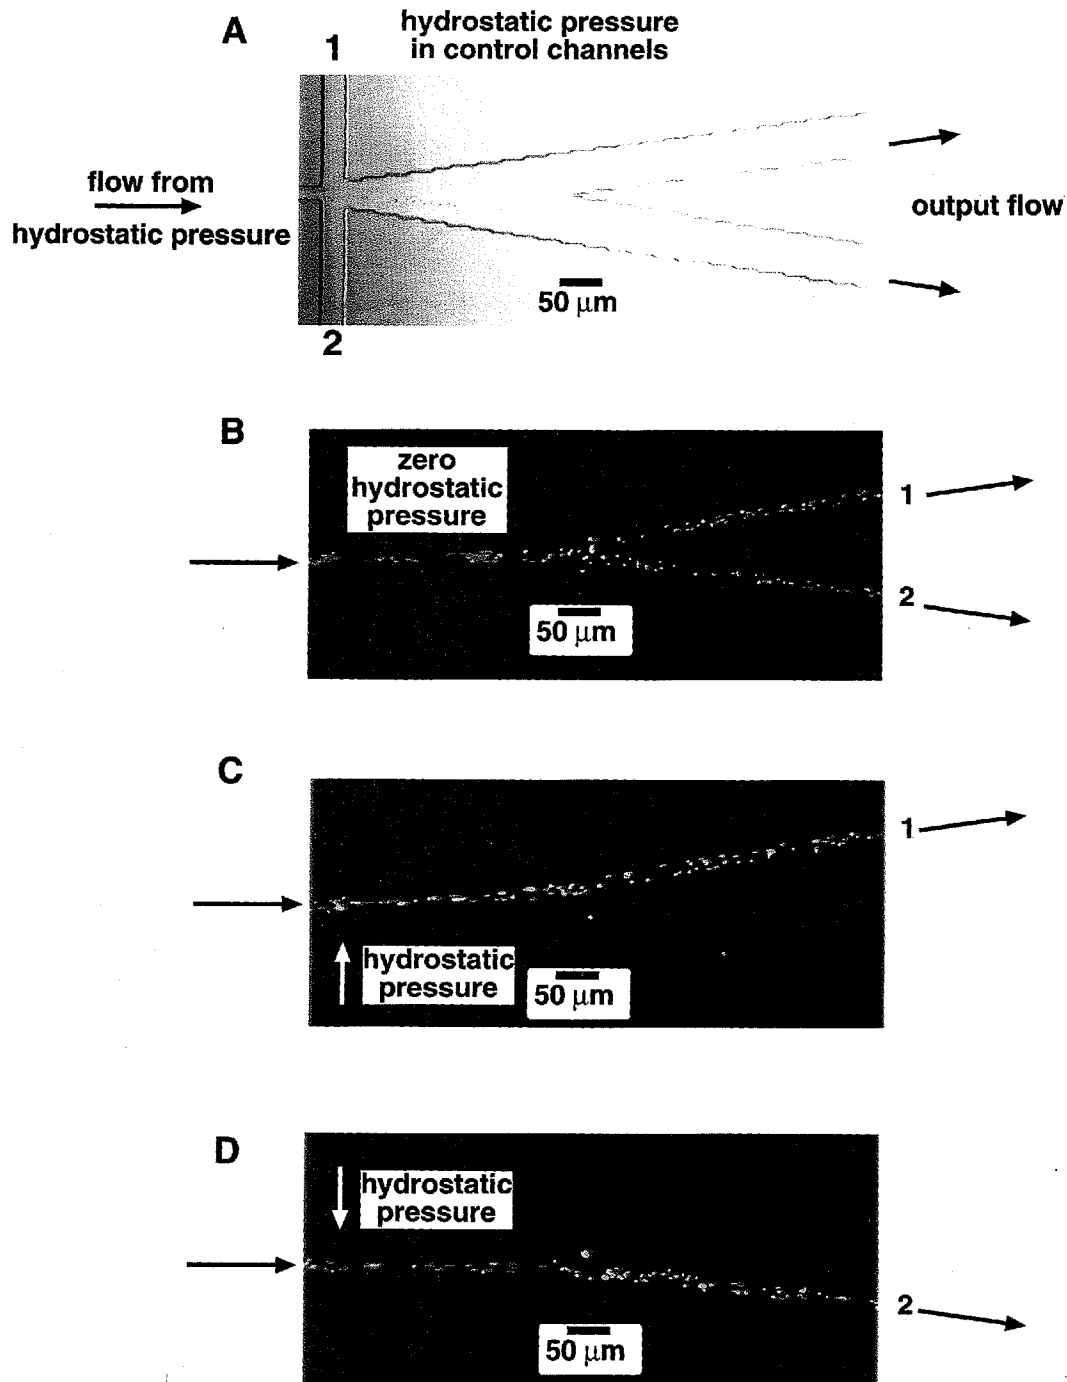 A
1
hydrostatic pressure
in control channels
flow from
hydrostatic pressure
output flow
50 μm
2
B
zero
hydrostatic
pressure
1
2
50 μm
C
1
hydrostatic
pressure
50 μm
D
hydrostatic
pressure
2
50 μm